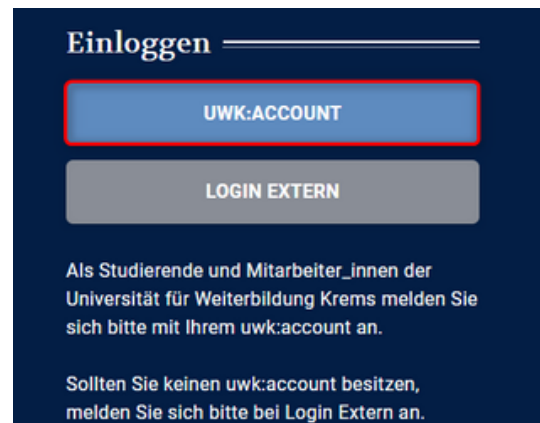 Einloggen
UWK:ACCOUNT
LOGIN EXTERN
Als Studierende und Mitarbeiter_innen der
Universität für Weiterbildung Krems melden Sie
sich bitte mit Ihrem uwk:account an.
Sollten Sie keinen uwk:account besitzen,
melden Sie sich bitte bei Login Extern an.